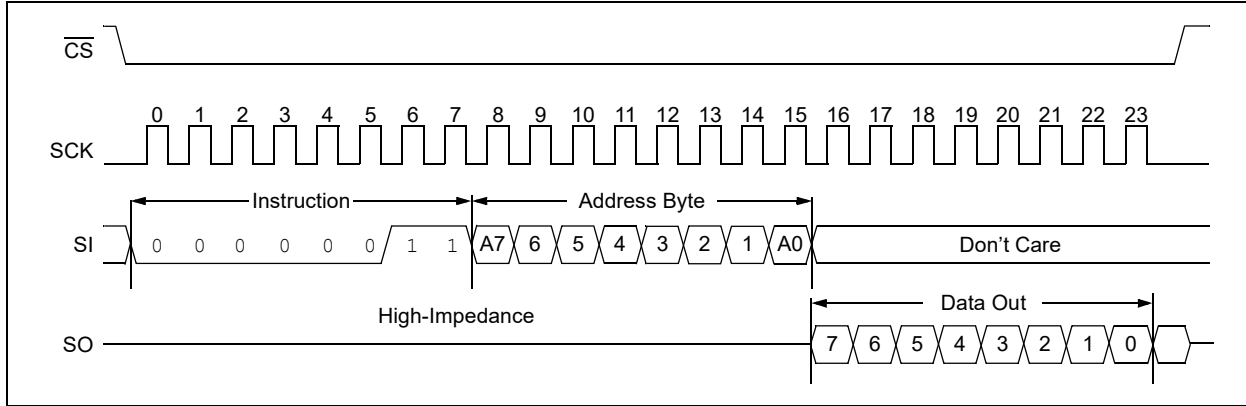 CS
0 1 2 3 4 5 6 7 8 9 10 11 12 13 14 15 16 17 18 19 20 21 22 23
SCK
Instruction Address Byte
SI 0 0 0 0 0 0 1 1 A7 6 5 4 3 2 1 A0 Don't Care
Data Out
High-Impedance
SO 7 6 5 4 3 2 1 0